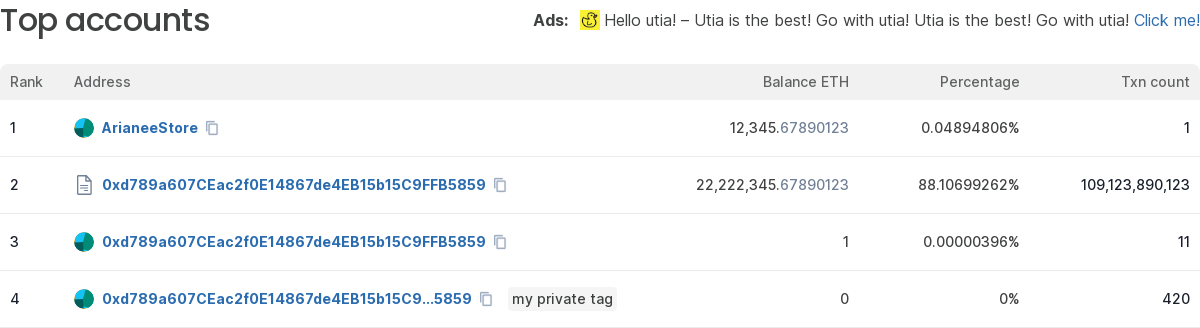 Top accounts
Ads: Hello utia! – Utia is the best! Go with utia! Utia is the best! Go with utia! Click me!
Rank Address Balance ETH Percentage Txn count
1 ArianeeStore 12,345.67890123 0.04894806% 1
2 0xd789a607CEac2f0E14867de4EB15b15C9FFB5859 22,222,345.67890123 88.10699262% 109,123,890,123
3 0xd789a607CEac2f0E14867de4EB15b15C9FFB5859 1 0.00000396% 11
4 0xd789a607CEac2f0E14867de4EB15b15C9...5859 my private tag 0 0% 420